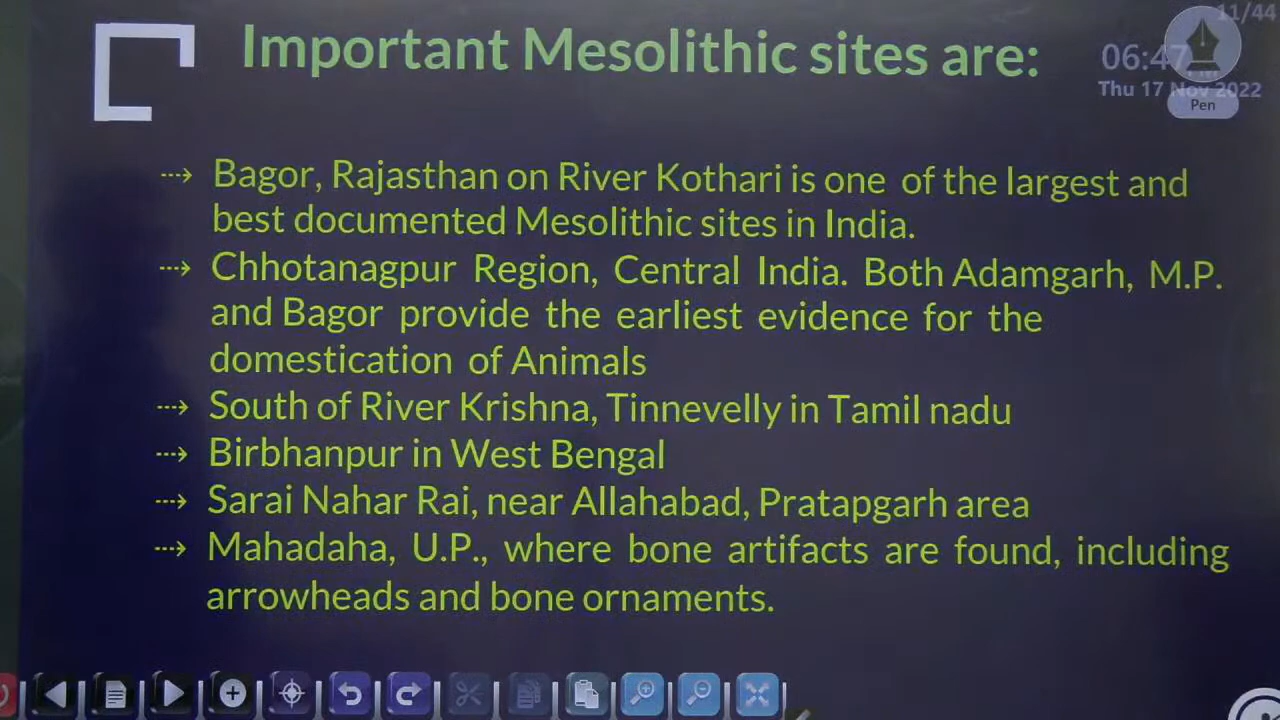 11/44
Important Mesolithic sites are:
06:47
Thu 17 Nov 2022
Pen
⤏ Bagor, Rajasthan on River Kothari is one of the largest and
best documented Mesolithic sites in India.
⤏ Chhotanagpur Region, Central India. Both Adamgarh, M.P.
and Bagor provide the earliest evidence for the
domestication of Animals
⤏ South of River Krishna, Tinnevelly in Tamil nadu
⤏ Birbhanpur in West Bengal
⤏ Sarai Nahar Rai, near Allahabad, Pratapgarh area
⤏ Mahadaha, U.P., where bone artifacts are found, including
arrowheads and bone ornaments.